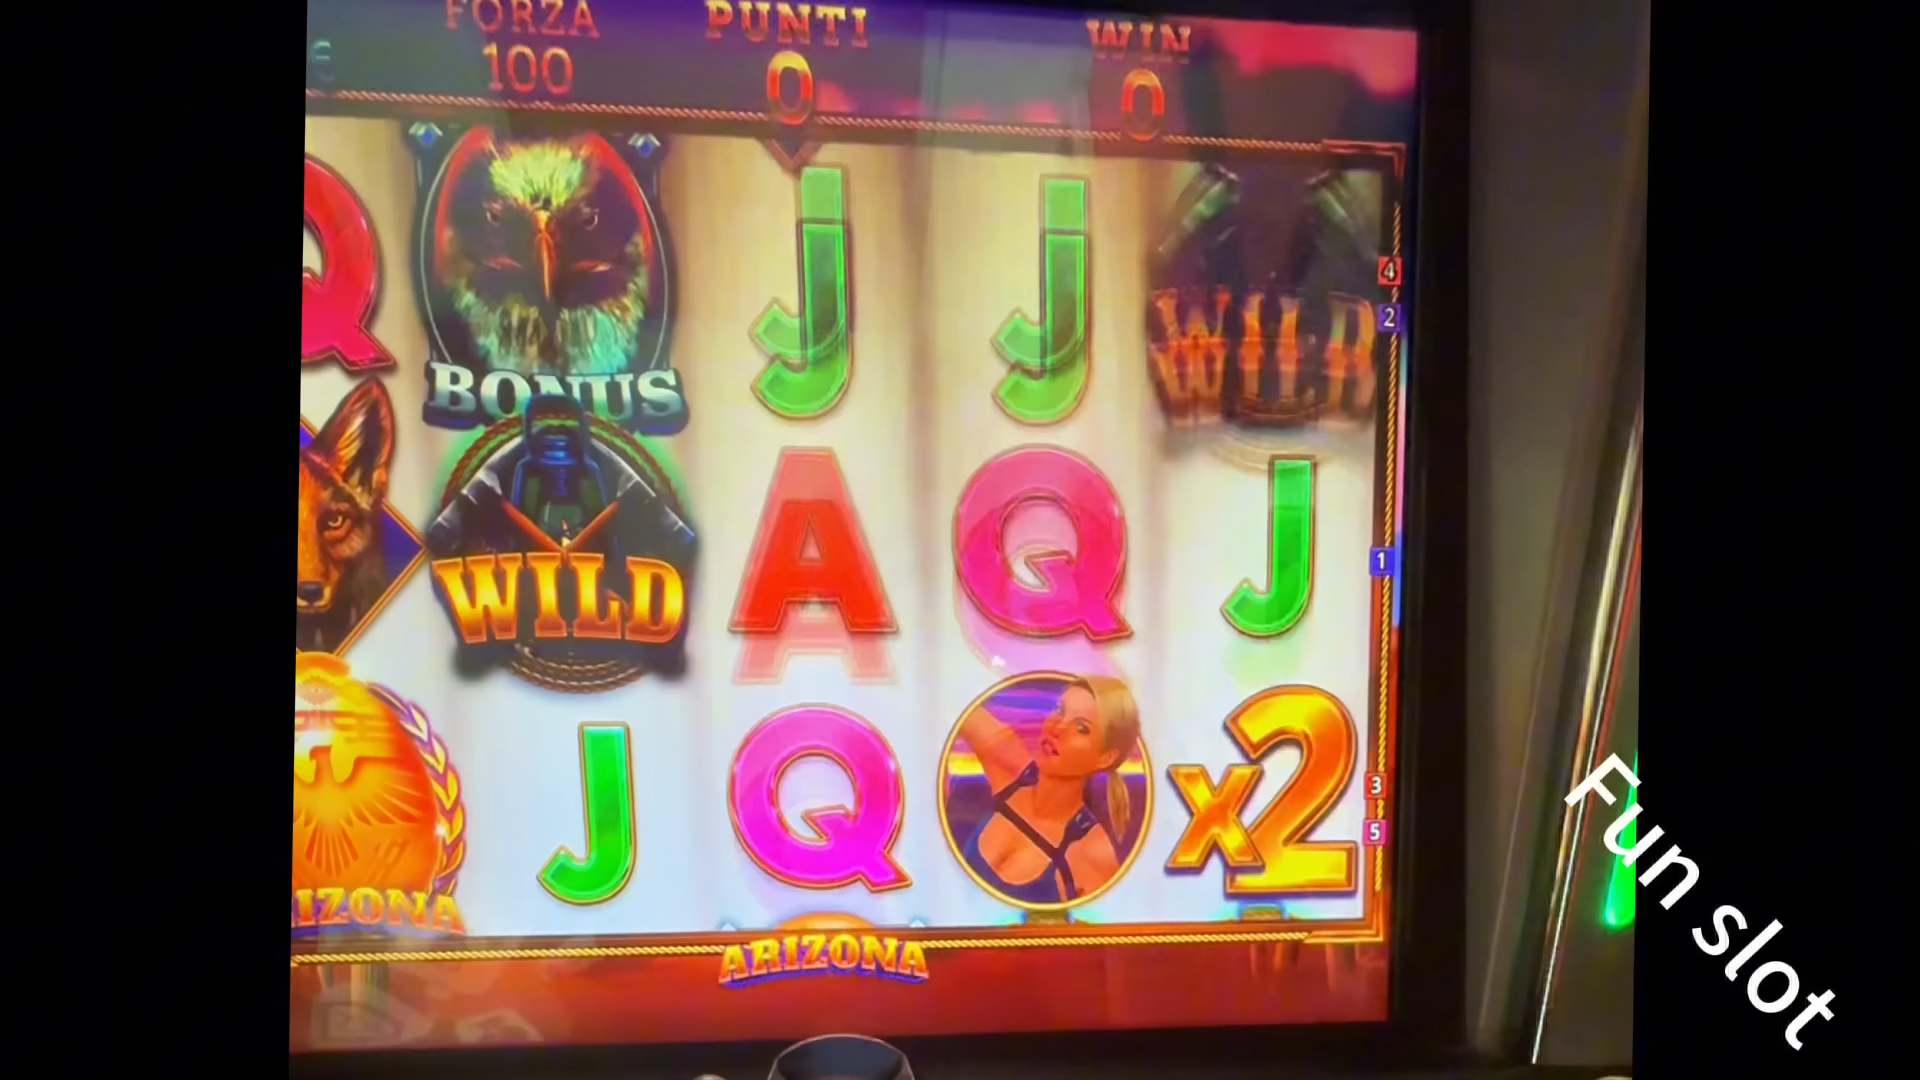 FORZA PUNTI WIN
€ 100 0 0
Q J J
BONUS WILD
4
2
A Q J
WILD
1
J Q x2
3
5
IZONA
ARIZONA
Fun slot